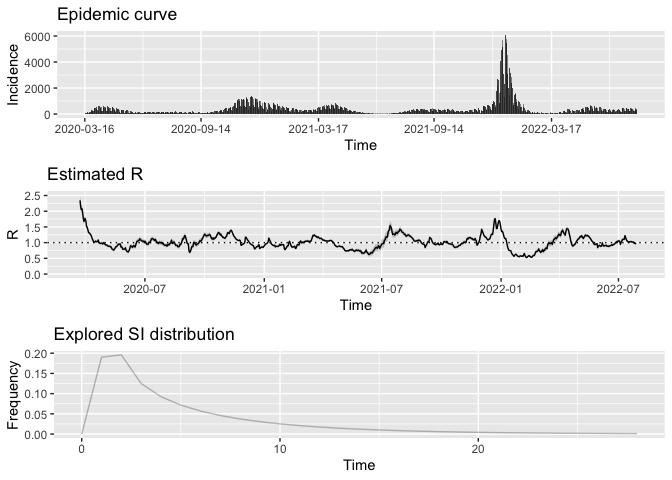 Epidemic curve
6000
4000
2000
0
Incidence
2020-03-16 2020-09-14 2021-03-17 2021-09-14 2022-03-17
Time
Estimated R
2.5
2.0
1.5
1.0
0.5
0.0
R
2020-07 2021-01 2021-07 2022-01 2022-07
Time
Explored SI distribution
0.20
0.15
0.10
0.05
0.00
Frequency
0 10 20
Time